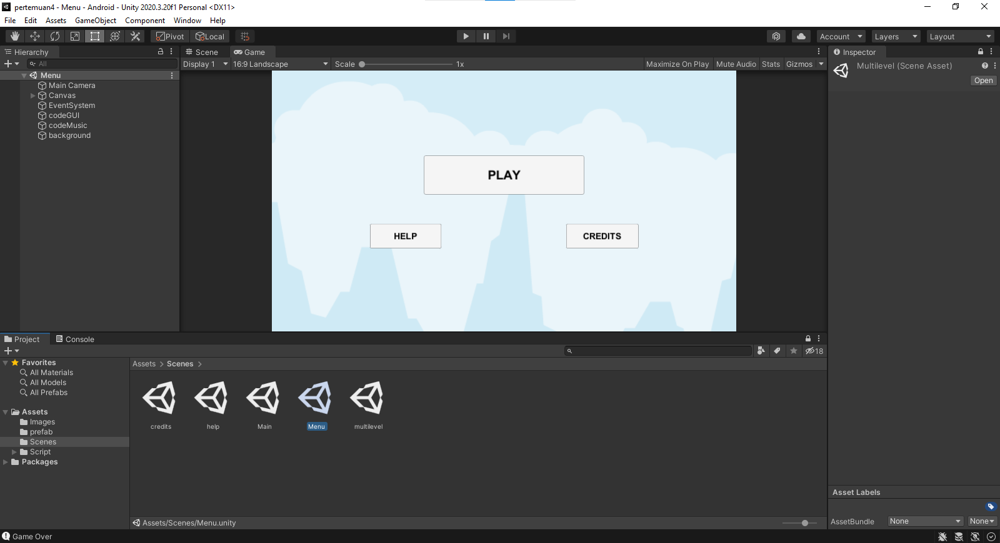 pertemuan4 - Menu - Android - Unity 2020.3.20f1 Personal <DX11>
File Edit Assets GameObject Component Window Help
Pivot Local Account Layers Layout
Hierarchy
All
Menu
Main Camera
Canvas
EventSystem
codeGUI
codeMusic
background
Scene Game
Display 1 16:9 Landscape Scale 1x Maximize On Play Mute Audio Stats Gizmos
PLAY
HELP CREDITS
Inspector
Multilevel (Scene Asset)
Open
Project Console
18
Favorites
All Materials
All Models
All Prefabs
Assets
Images
prefab
Scenes
Script
Packages
Assets > Scenes >
credits help Main Menu multilevel
Assets/Scenes/Menu.unity
Asset Labels
AssetBundle None None
Game Over